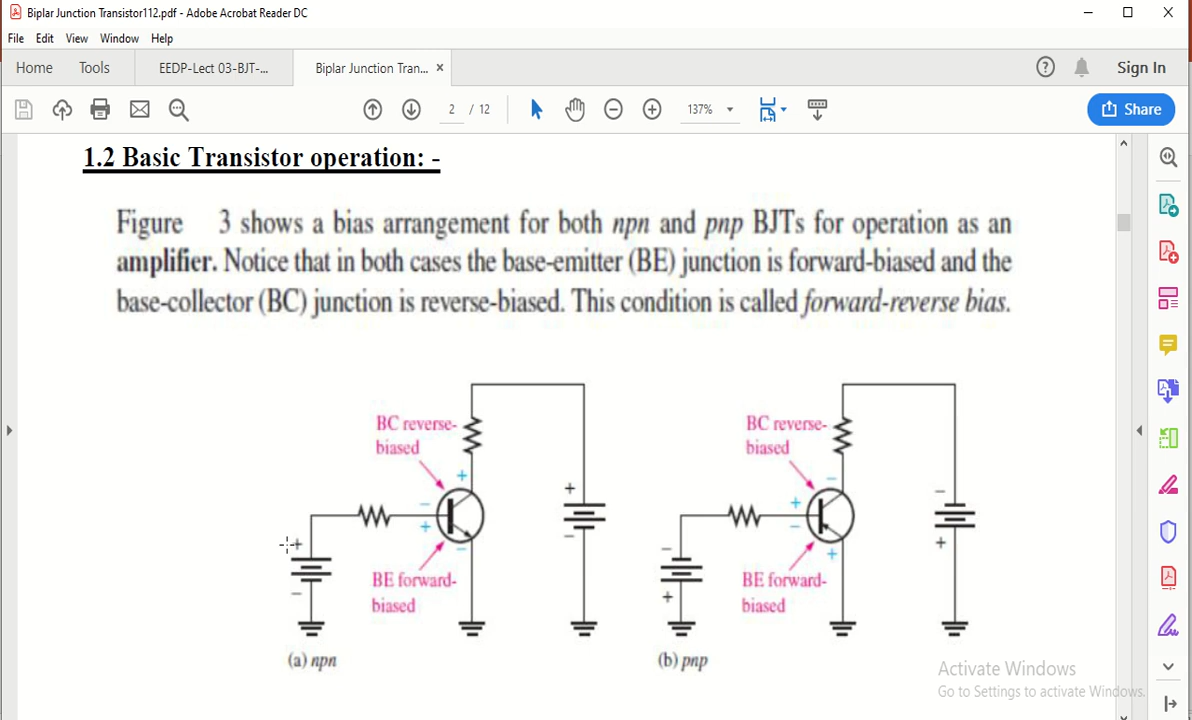 Biplar Junction Transistor112.pdf - Adobe Acrobat Reader DC
File Edit View Window Help
Home Tools EEDP-Lect 03-BJT-... Biplar Junction Tran... × Sign In
2 / 12 137% Share
1.2 Basic Transistor operation: -
Figure 3 shows a bias arrangement for both npn and pnp BJTs for operation as an
amplifier. Notice that in both cases the base-emitter (BE) junction is forward-biased and the
base-collector (BC) junction is reverse-biased. This condition is called forward-reverse bias.
BC reverse-
biased
+
−
+
−
+
−
+
−
BE forward-
biased
(a) npn
BC reverse-
biased
−
+
−
+
−
+
−
+
BE forward-
biased
(b) pnp
Activate Windows
Go to Settings to activate Windows.